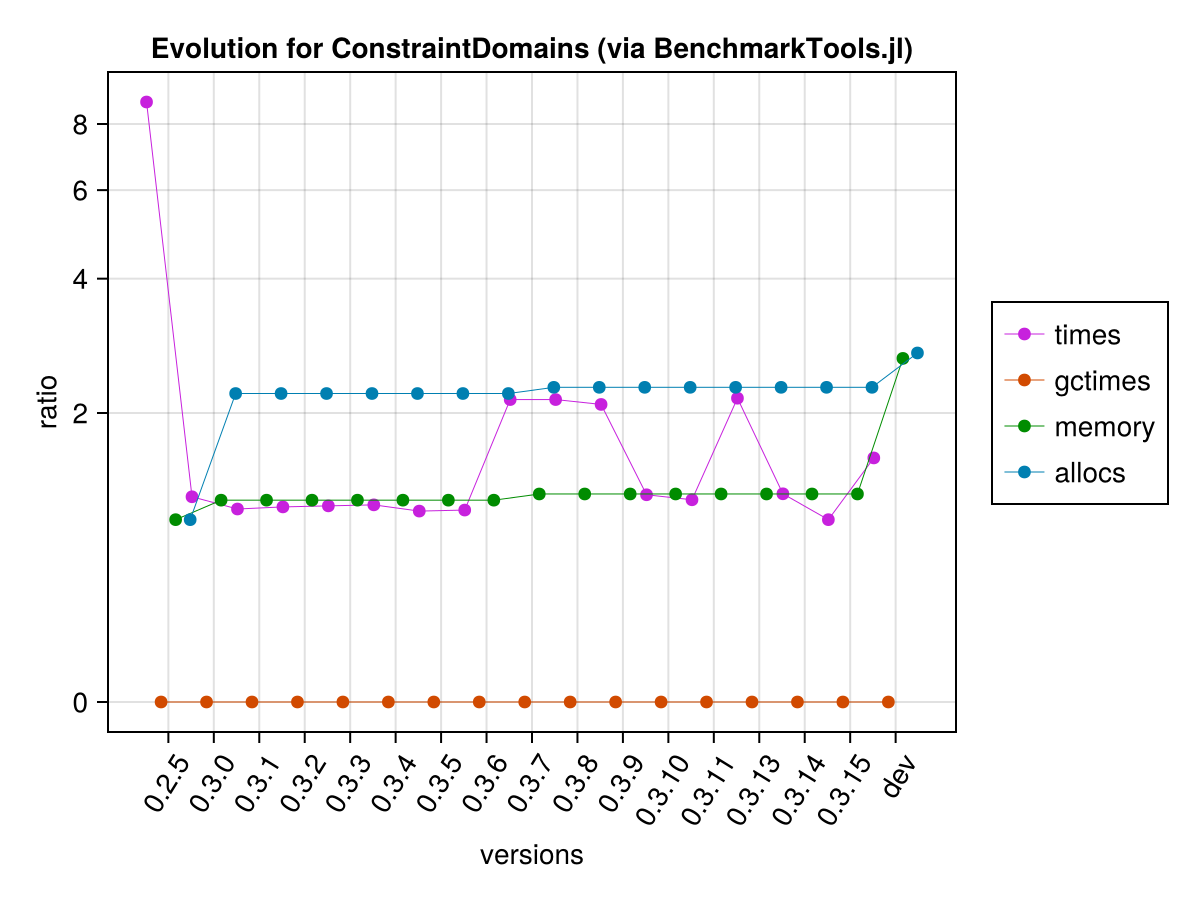 Evolution for ConstraintDomains (via BenchmarkTools.jl)
8
6
4
2
0
ratio
0.2.5
0.3.0
0.3.1
0.3.2
0.3.3
0.3.4
0.3.5
0.3.6
0.3.7
0.3.8
0.3.9
0.3.10
0.3.11
0.3.13
0.3.14
0.3.15
dev
versions
times
gctimes
memory
allocs